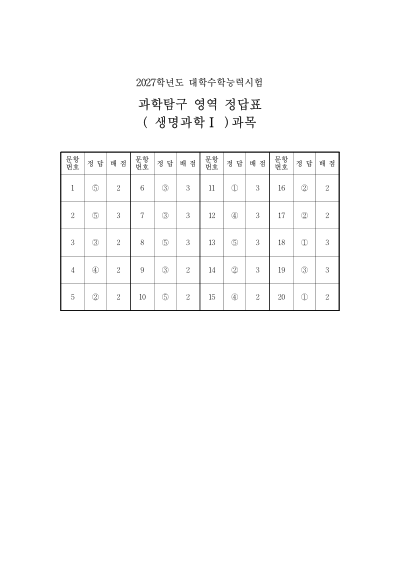 2027학년도 대학수학능력시험
과학탐구 영역 정답표
( 생명과학Ⅰ )과목
문항 번호 정 답 배 점 문항 번호 정 답 배 점 문항 번호 정 답 배 점 문항 번호 정 답 배 점
1 ⑤ 2 6 ③ 3 11 ① 3 16 ② 2
2 ⑤ 3 7 ③ 3 12 ④ 3 17 ② 2
3 ③ 2 8 ⑤ 3 13 ⑤ 3 18 ① 3
4 ④ 2 9 ③ 2 14 ② 3 19 ③ 3
5 ② 2 10 ⑤ 2 15 ④ 2 20 ① 2